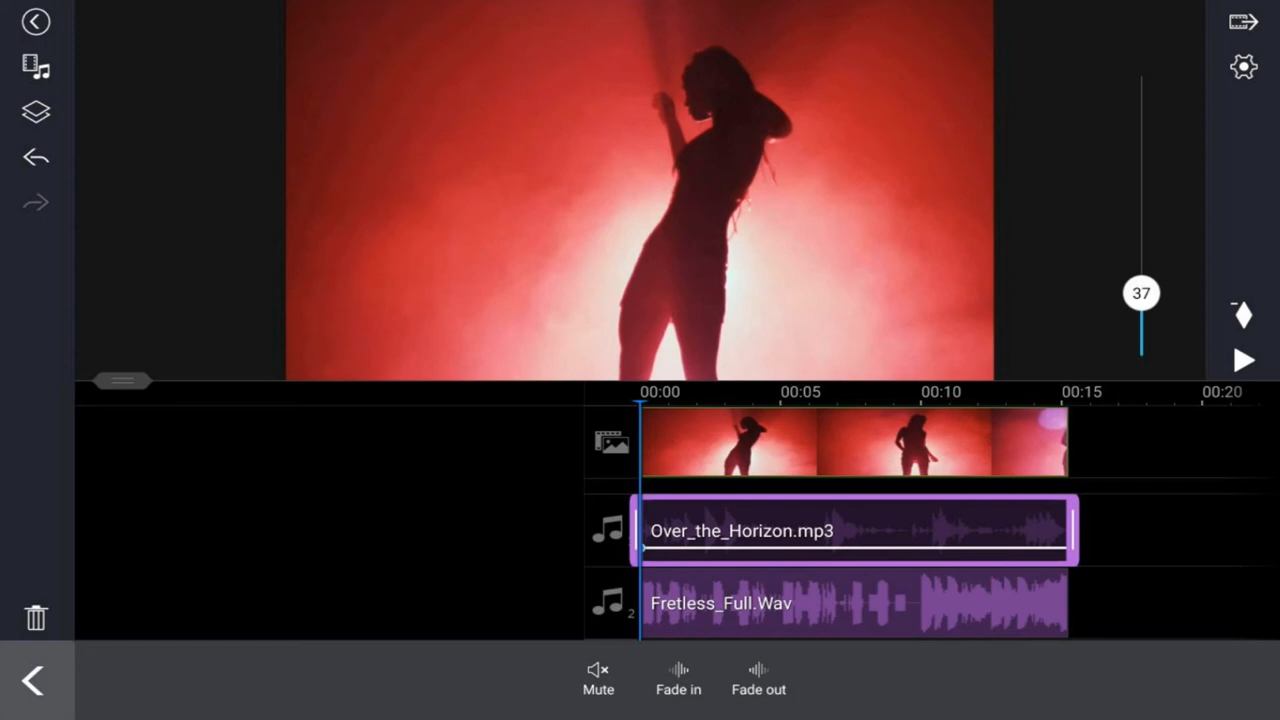 37
00:00 00:05 00:10 00:15 00:20
Over_the_Horizon.mp3
Fretless_Full.Wav
2
Mute Fade in Fade out